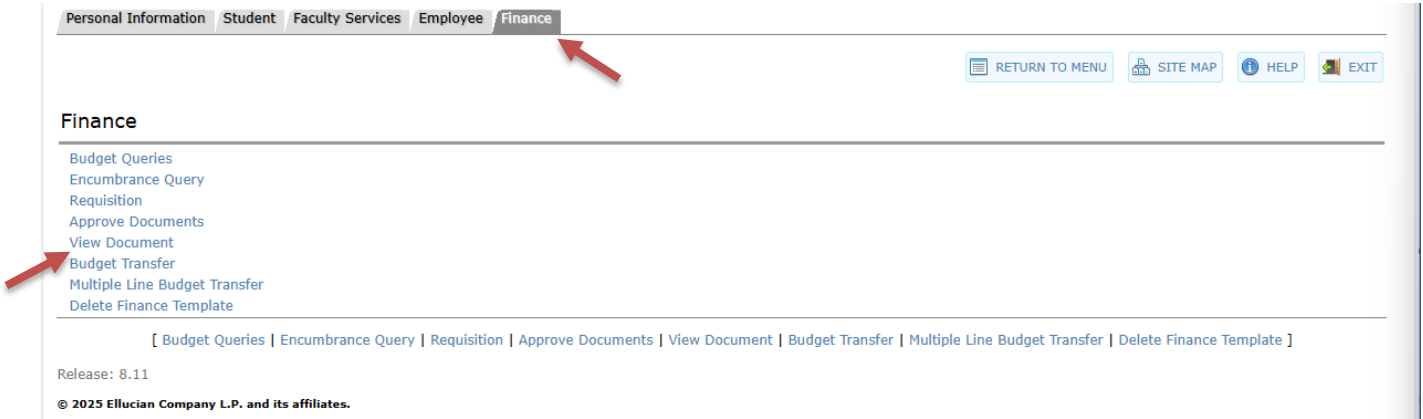 Personal Information Student Faculty Services Employee Finance
RETURN TO MENU SITE MAP HELP EXIT
Finance
Budget Queries
Encumbrance Query
Requisition
Approve Documents
View Document
Budget Transfer
Multiple Line Budget Transfer
Delete Finance Template
[ Budget Queries | Encumbrance Query | Requisition | Approve Documents | View Document | Budget Transfer | Multiple Line Budget Transfer | Delete Finance Template ]
Release: 8.11
© 2025 Ellucian Company L.P. and its affiliates.